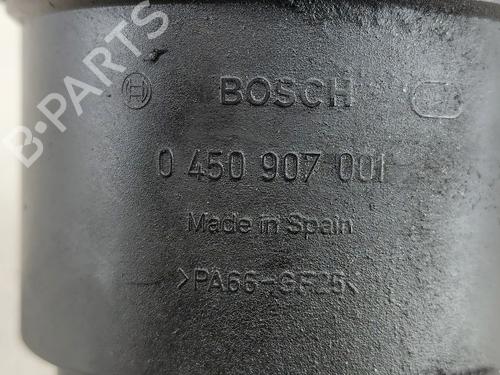 B-PARTS
BOSCH
0 450 907 001
Made in Spain
>PA66-GF25<